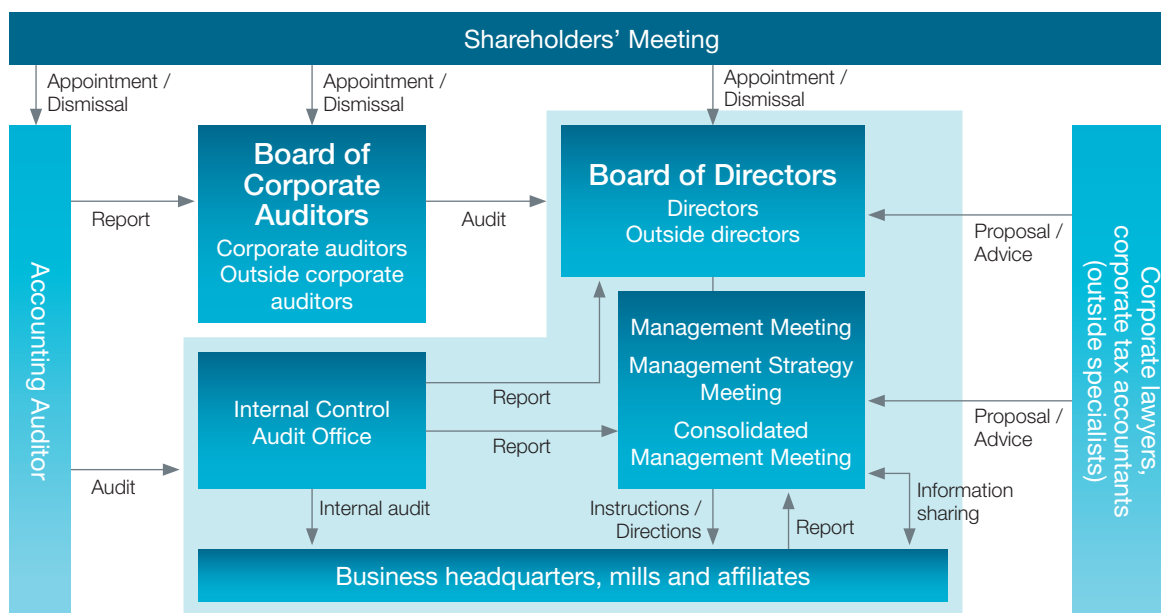 Shareholders’ Meeting
Appointment /
Dismissal
Appointment /
Dismissal
Appointment /
Dismissal
Accounting Auditor
Report
Board of
Corporate
Auditors
Corporate auditors
Outside corporate
auditors
Audit
Board of Directors
Directors
Outside directors
Proposal /
Advice
Corporate lawyers,
corporate tax accountants
(outside specialists)
Management Meeting
Management Strategy
Meeting
Consolidated
Management Meeting
Internal Control
Audit Office
Report
Report
Proposal /
Advice
Audit
Internal audit
Instructions /
Directions
Report
Information
sharing
Business headquarters, mills and affiliates